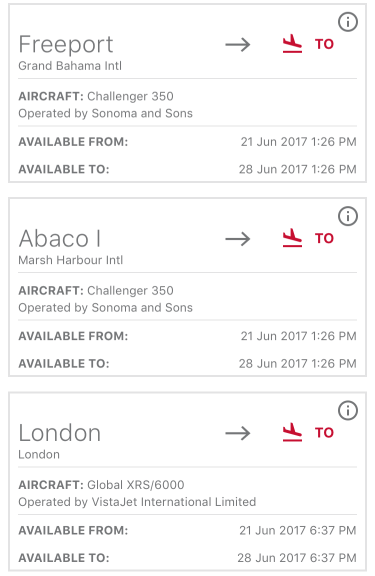 Freeport
TO
Grand Bahama Intl
AIRCRAFT: Challenger 350
Operated by Sonoma and Sons
AVAILABLE FROM: 21 Jun 2017 1:26 PM
AVAILABLE TO: 28 Jun 2017 1:26 PM
Abaco I
TO
Marsh Harbour Intl
AIRCRAFT: Challenger 350
Operated by Sonoma and Sons
AVAILABLE FROM: 21 Jun 2017 1:26 PM
AVAILABLE TO: 28 Jun 2017 1:26 PM
London
TO
London
AIRCRAFT: Global XRS/6000
Operated by VistaJet International Limited
AVAILABLE FROM: 21 Jun 2017 6:37 PM
AVAILABLE TO: 28 Jun 2017 6:37 PM